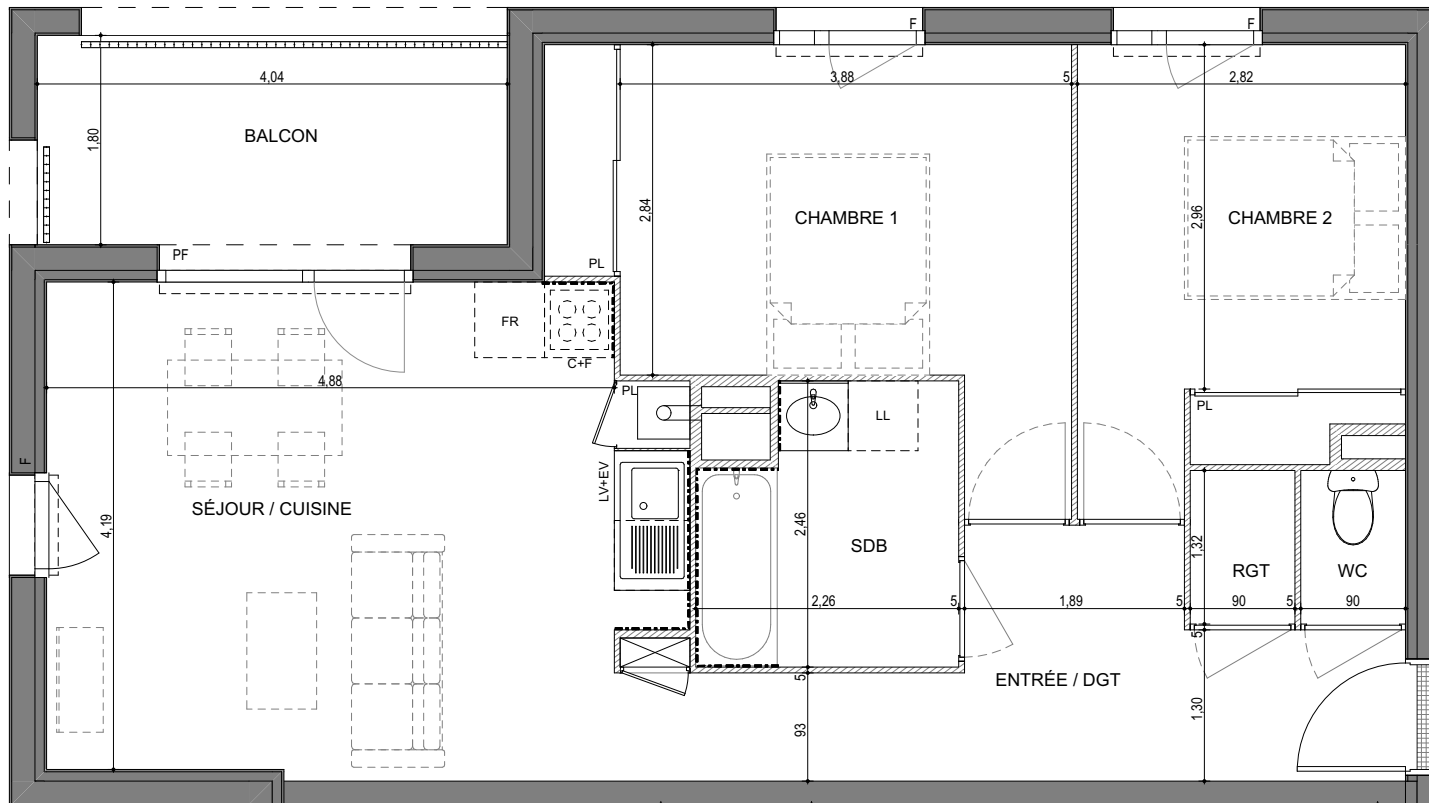 F
F
4,04
3,88
5
2,82
1,80
BALCON
2,84
CHAMBRE 1
2,96
CHAMBRE 2
PF
PL
FR
C+F
4,88
PL
LL
PL
F
LV+EV
SÉJOUR / CUISINE
4,19
2,46
SDB
1,32
RGT
WC
2,26
5
1,89
5
90
5
90
5
5
ENTRÉE / DGT
1,30
93